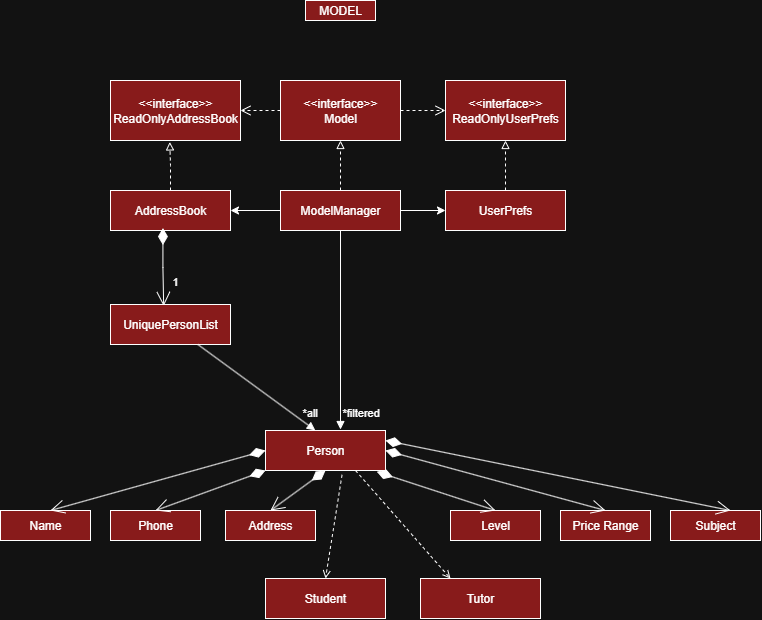 MODEL
<<interface>>
ReadOnlyAddressBook
<<interface>>
Model
<<interface>>
ReadOnlyUserPrefs
AddressBook
ModelManager
UserPrefs
1
UniquePersonList
*all
*filtered
Person
Name
Phone
Address
Level
Price Range
Subject
Student
Tutor